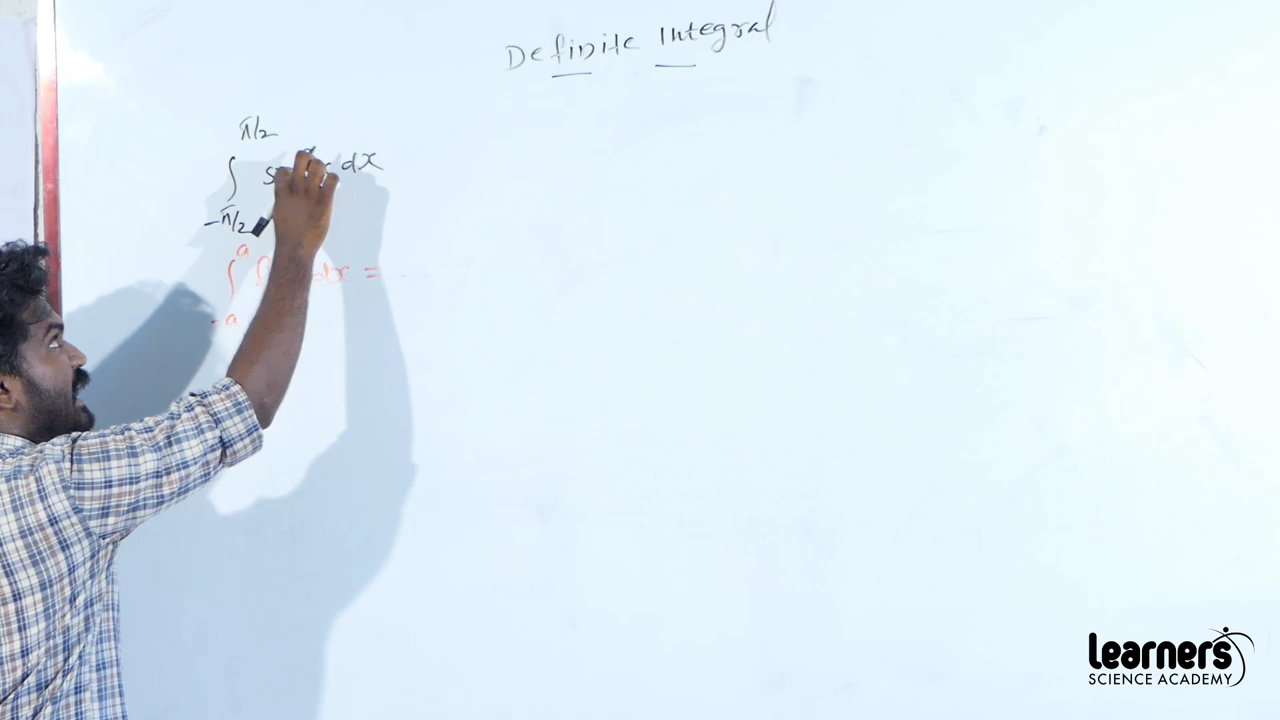 Definite Integral
π/2
∫ dx
-π/2
a
∫ dx =
-a
Learners
SCIENCE ACADEMY